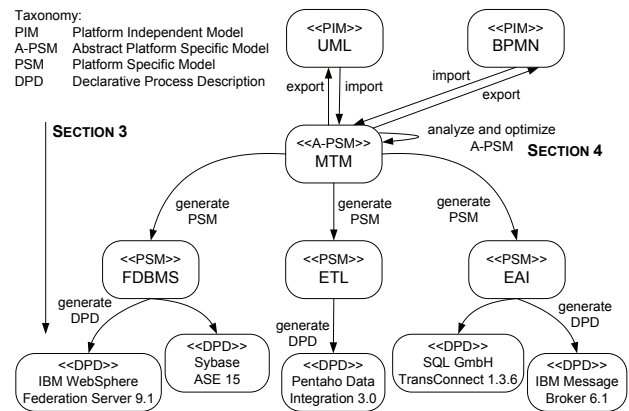 Taxonomy:
PIM Platform Independent Model
A-PSM Abstract Platform Specific Model
PSM Platform Specific Model
DPD Declarative Process Description
<<PIM>>
UML
<<PIM>>
BPMN
export
import
import
export
SECTION 3
<<A-PSM>>
MTM
analyze and optimize
A-PSM
SECTION 4
generate
PSM
generate
PSM
generate
PSM
<<PSM>>
FDBMS
<<PSM>>
ETL
<<PSM>>
EAI
generate
DPD
generate
DPD
generate
DPD
<<DPD>>
IBM WebSphere
Federation Server 9.1
<<DPD>>
Sybase
ASE 15
<<DPD>>
Pentaho Data
Integration 3.0
<<DPD>>
SQL GmbH
TransConnect 1.3.6
<<DPD>>
IBM Message
Broker 6.1